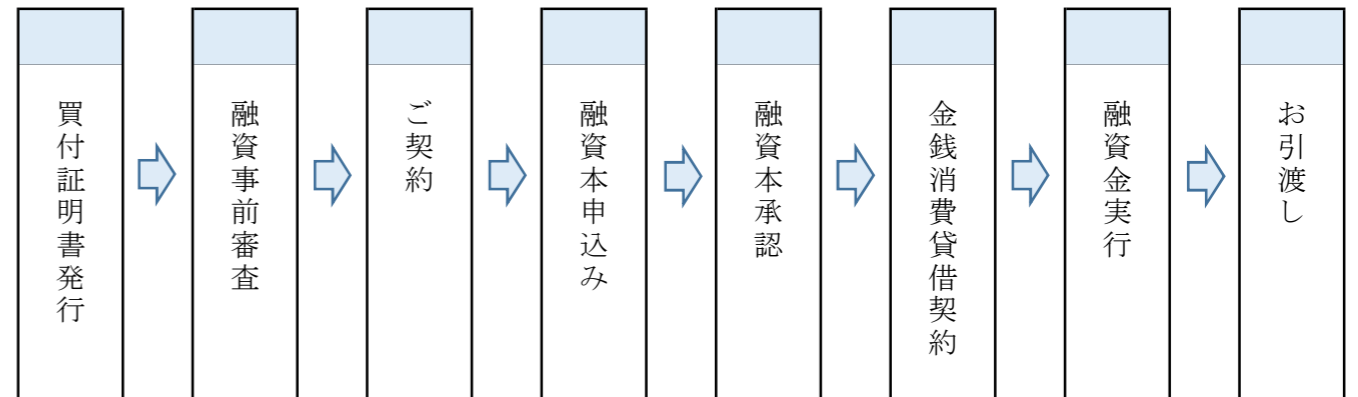 買付証明書発行
融資事前審査
ご契約
融資本申込み
融資本承認
金銭消費貸借契約
融資金実行
お引渡し